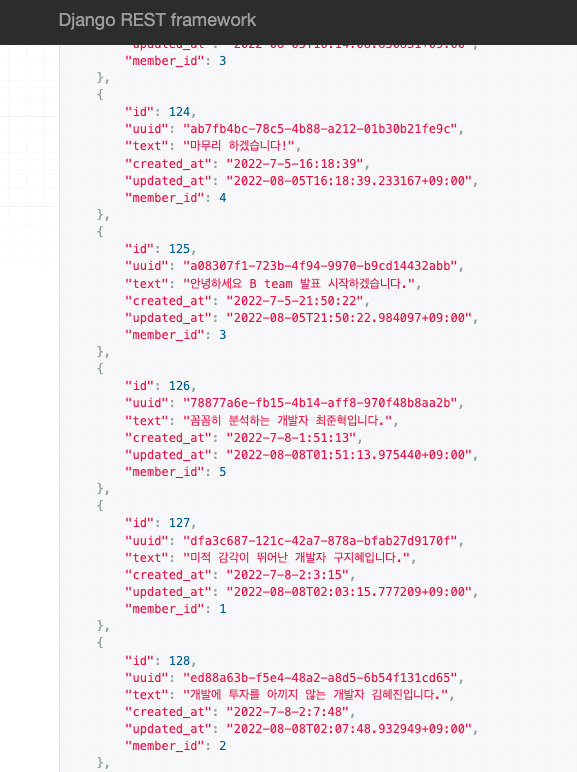 Django REST framework
"member_id": 3
},
{
"id": 124,
"uuid": "ab7fb4bc-78c5-4b88-a212-01b30b21fe9c",
"text": "마무리 하겠습니다!",
"created_at": "2022-7-5-16:18:39",
"updated_at": "2022-08-05T16:18:39.233167+09:00",
"member_id": 4
},
{
"id": 125,
"uuid": "a08307f1-723b-4f94-9970-b9cd14432abb",
"text": "안녕하세요 B team 발표 시작하겠습니다.",
"created_at": "2022-7-5-21:50:22",
"updated_at": "2022-08-05T21:50:22.984097+09:00",
"member_id": 3
},
{
"id": 126,
"uuid": "78877a6e-fb15-4b14-aff8-970f48b8aa2b",
"text": "꼼꼼히 분석하는 개발자 최준혁입니다.",
"created_at": "2022-7-8-1:51:13",
"updated_at": "2022-08-08T01:51:13.975440+09:00",
"member_id": 5
},
{
"id": 127,
"uuid": "dfa3c687-121c-42a7-878a-bfab27d9170f",
"text": "미적 감각이 뛰어난 개발자 구지혜입니다.",
"created_at": "2022-7-8-2:3:15",
"updated_at": "2022-08-08T02:03:15.777209+09:00",
"member_id": 1
},
{
"id": 128,
"uuid": "ed88a63b-f5e4-48a2-a8d5-6b54f131cd65",
"text": "개발에 투자를 아끼지 않는 개발자 김혜진입니다.",
"created_at": "2022-7-8-2:7:48",
"updated_at": "2022-08-08T02:07:48.932949+09:00",
"member_id": 2
},